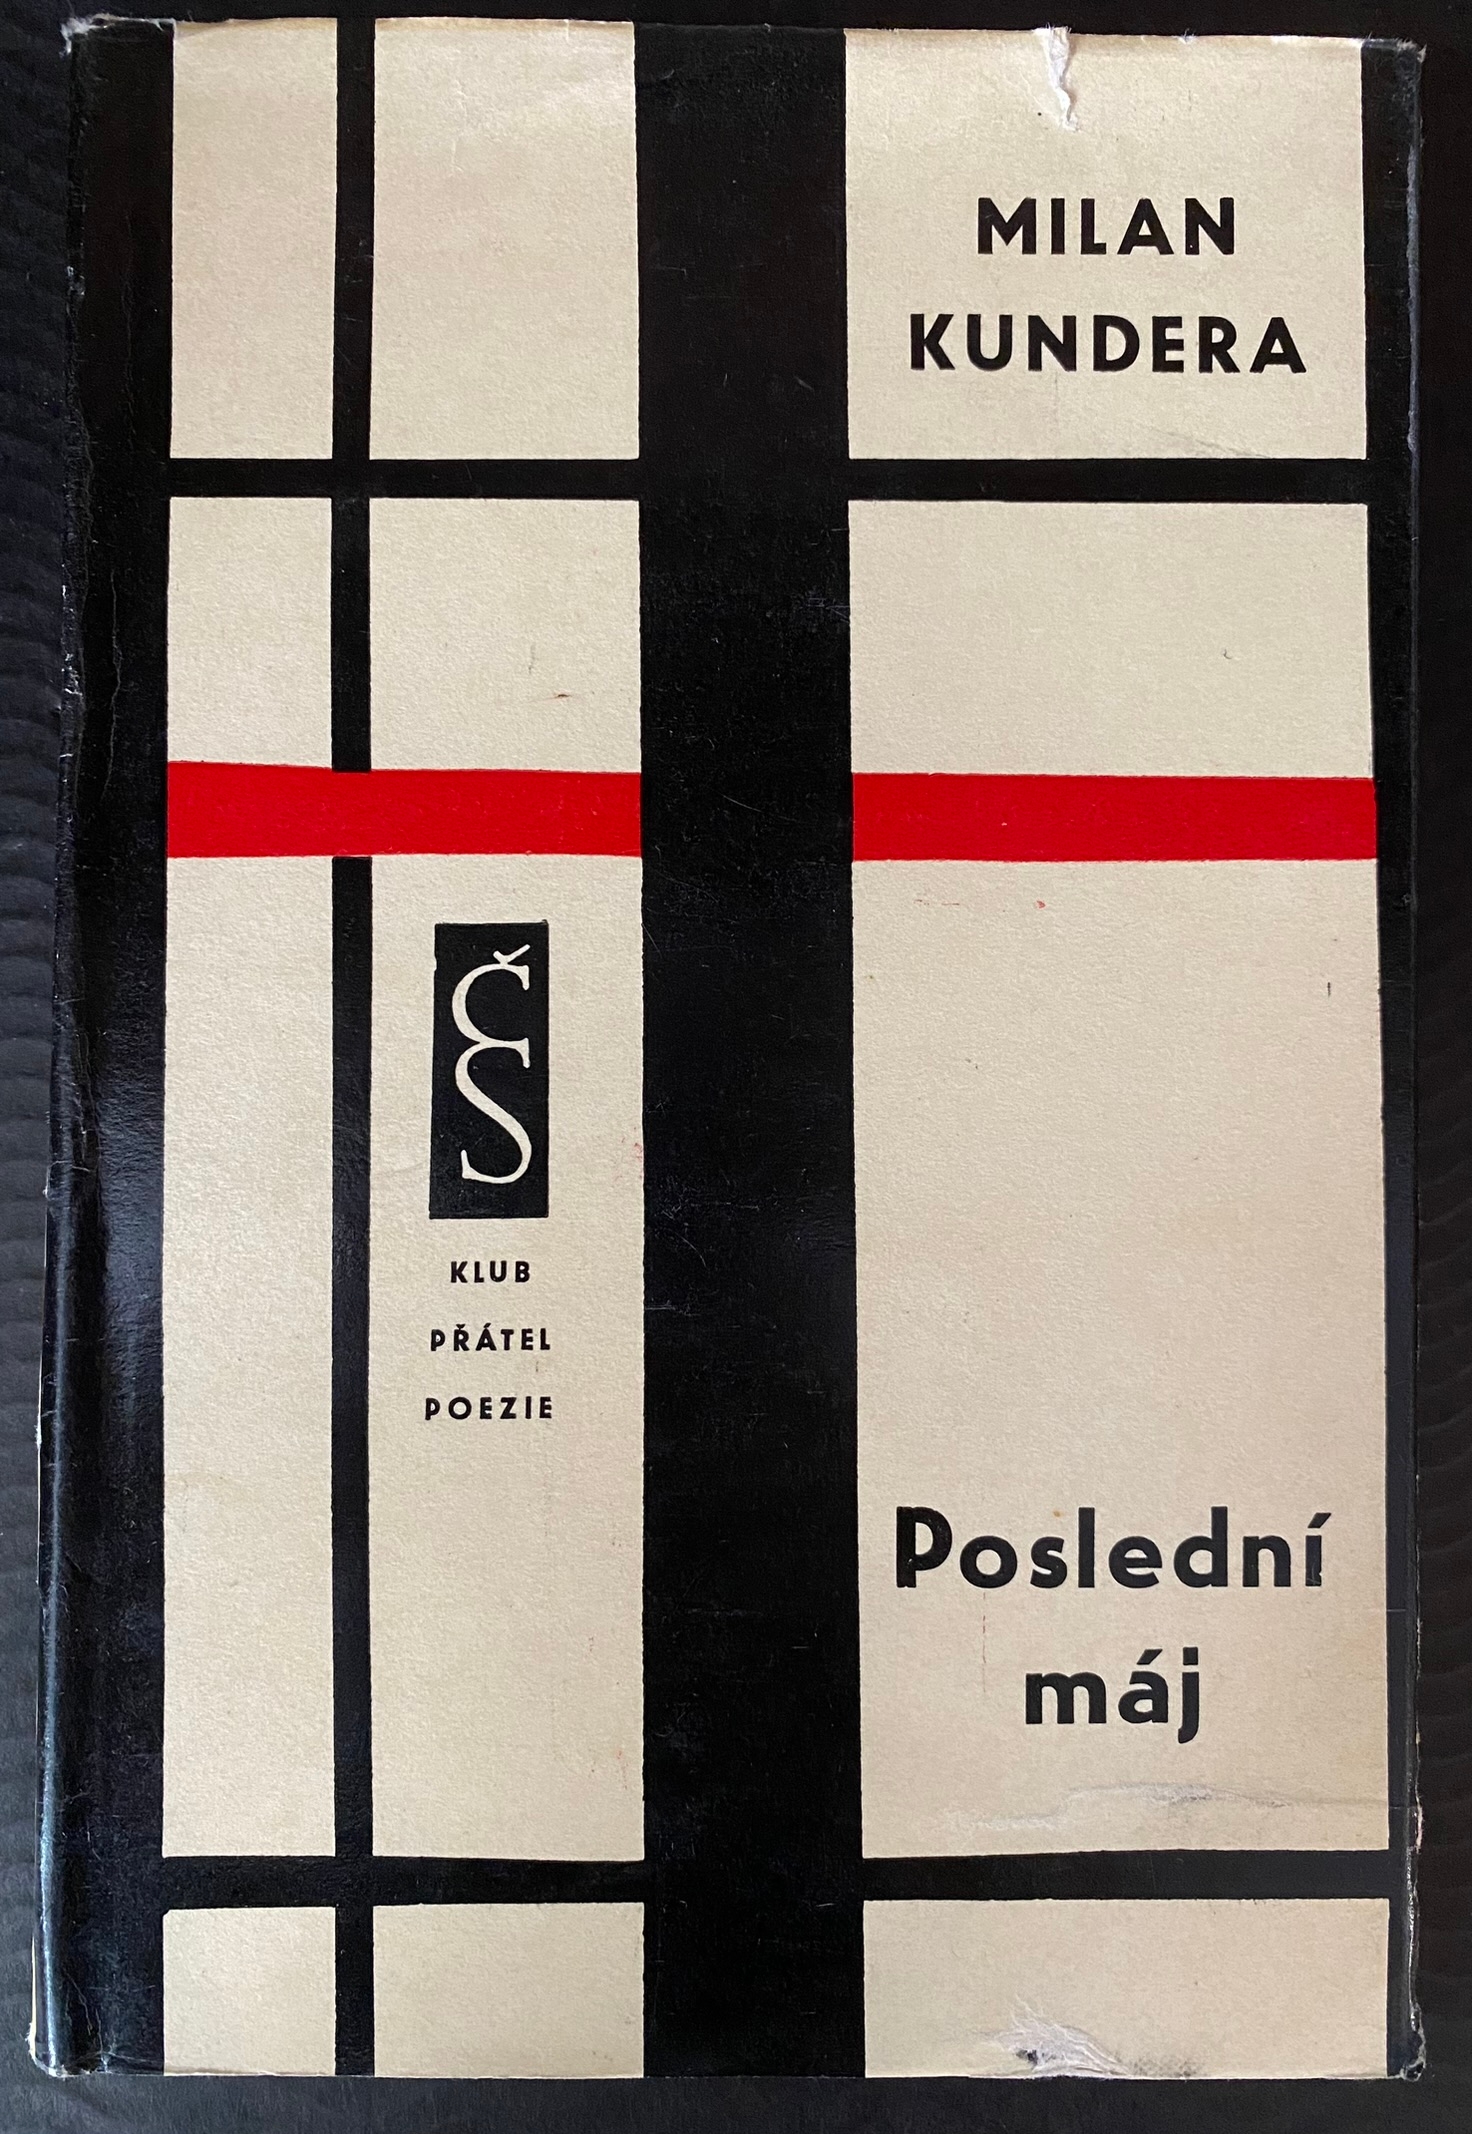 MILAN
KUNDERA
ČS
KLUB
PŘÁTEL
POEZIE
Poslední
máj